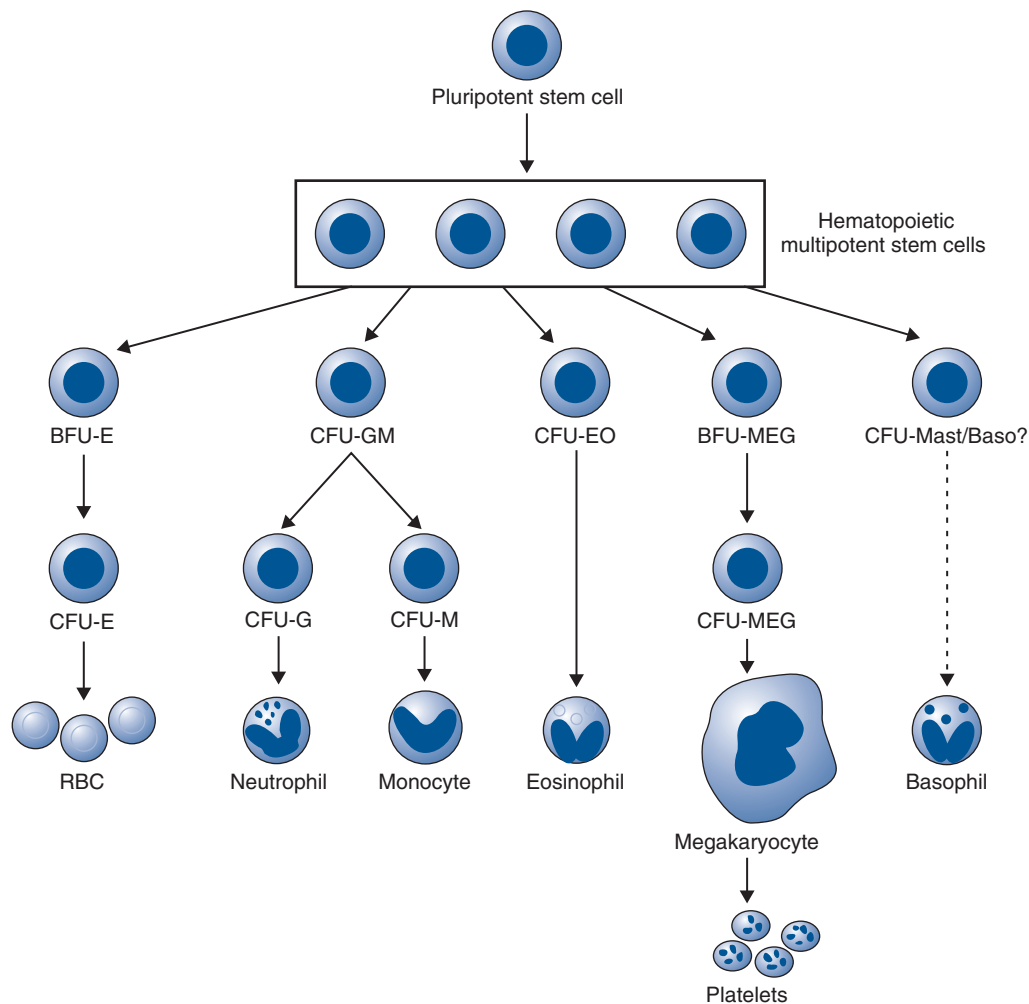 Pluripotent stem cell
Hematopoietic
multipotent stem cells
BFU-E
CFU-GM
CFU-EO
BFU-MEG
CFU-Mast/Baso?
CFU-E
CFU-G
CFU-M
CFU-MEG
RBC
Neutrophil
Monocyte
Eosinophil
Basophil
Megakaryocyte
Platelets